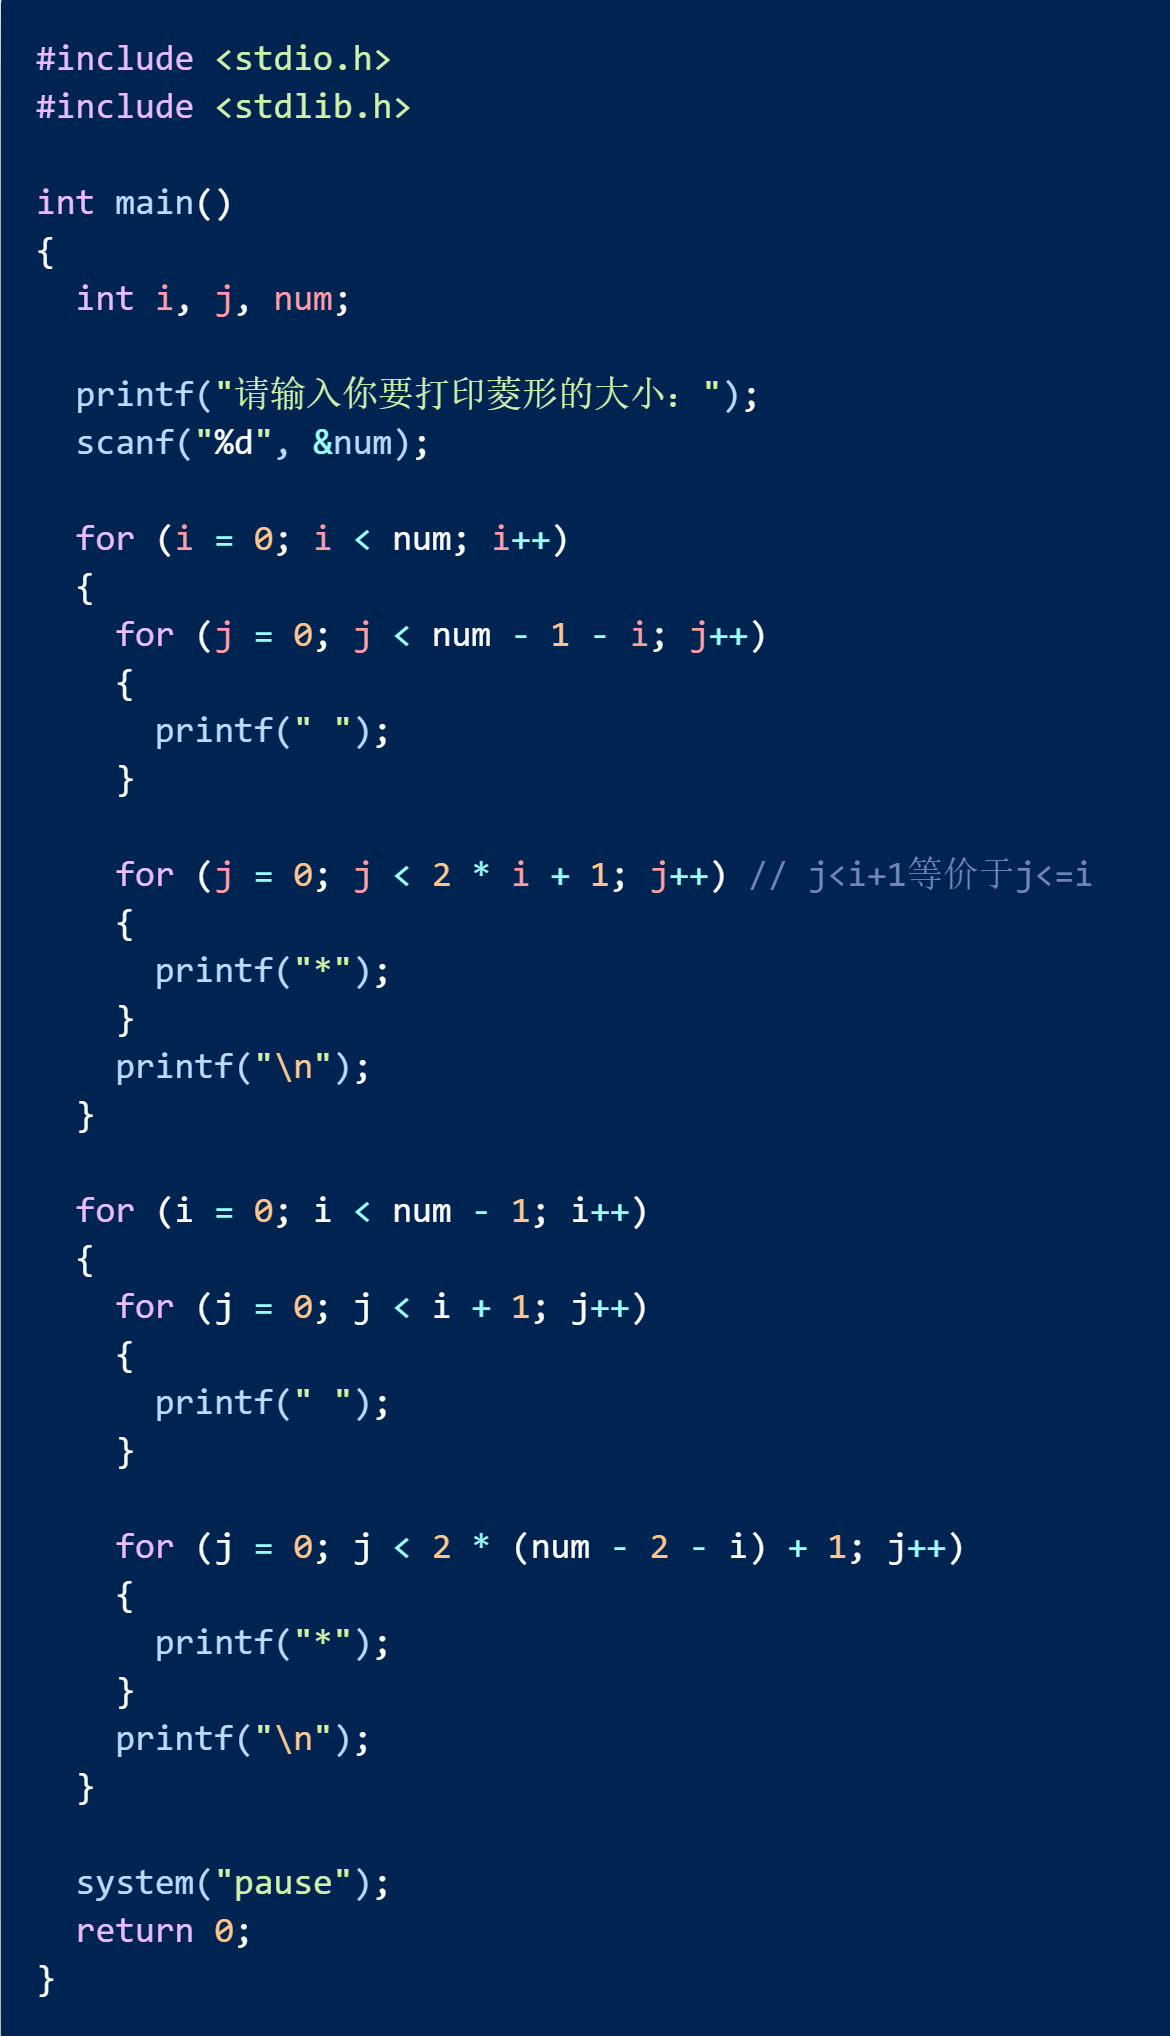 #include <stdio.h>
#include <stdlib.h>
int main()
{
int i, j, num;
printf("请输入你要打印菱形的大小：");
scanf("%d", &num);
for (i = 0; i < num; i++)
{
for (j = 0; j < num - 1 - i; j++)
{
printf(" ");
}
for (j = 0; j < 2 * i + 1; j++) // j<i+1等价于j<=i
{
printf("*");
}
printf("\n");
}
for (i = 0; i < num - 1; i++)
{
for (j = 0; j < i + 1; j++)
{
printf(" ");
}
for (j = 0; j < 2 * (num - 2 - i) + 1; j++)
{
printf("*");
}
printf("\n");
}
system("pause");
return 0;
}